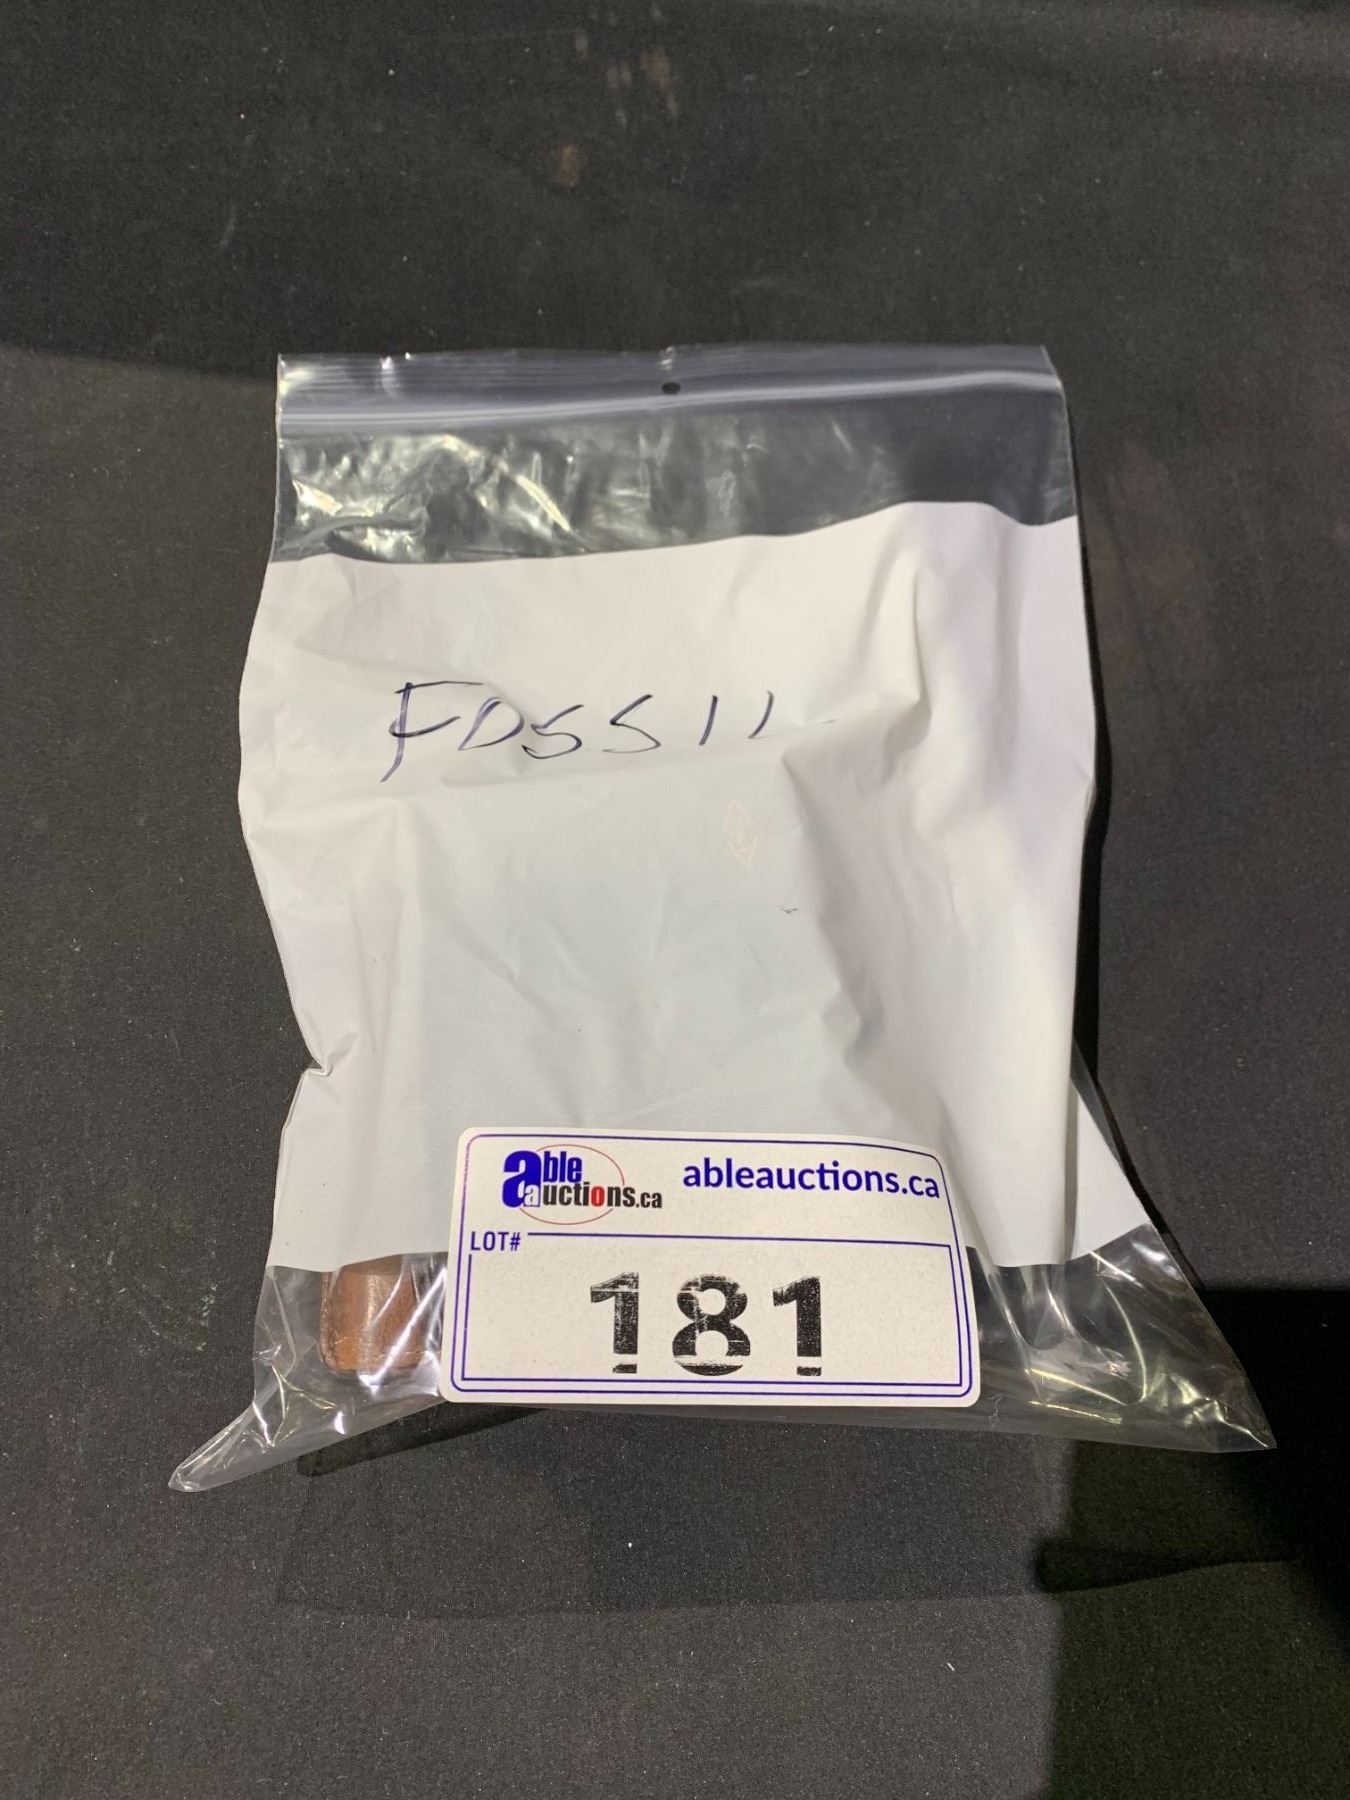 FOSSIL
able auctions.ca
ableauctions.ca
LOT#
181